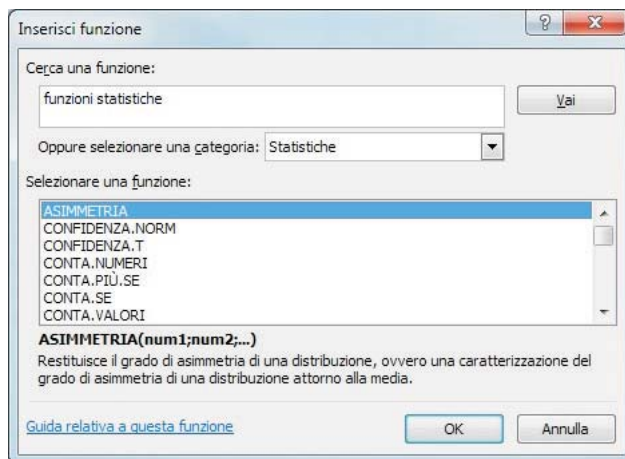 Inserisci funzione
Cerca una funzione:
funzioni statistiche
Vai
Oppure selezionare una categoria: Statistiche
Selezionare una funzione:
ASIMMETRIA
CONFIDENZA.NORM
CONFIDENZA.T
CONTA.NUMERI
CONTA.PIÙ.SE
CONTA.SE
CONTA.VALORI
ASIMMETRIA(num1;num2;...)
Restituisce il grado di asimmetria di una distribuzione, ovvero una caratterizzazione del
grado di asimmetria di una distribuzione attorno alla media.
Guida relativa a questa funzione
OK
Annulla